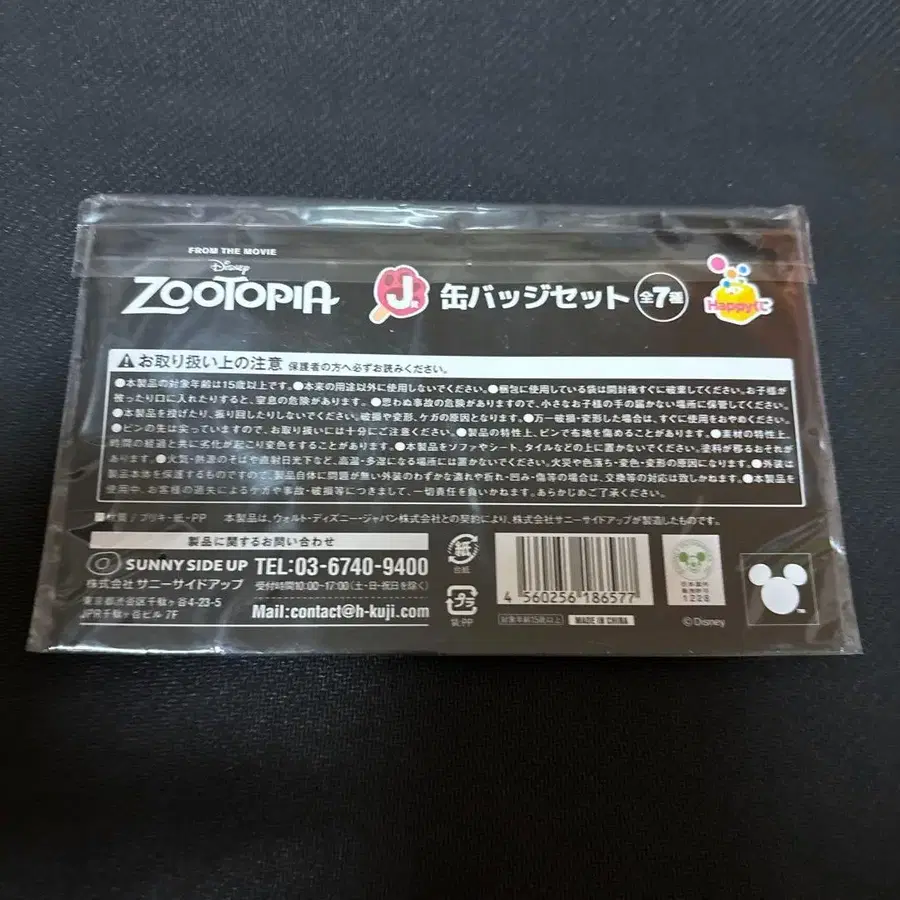 FROM THE MOVIE
Disney
ZOOTOPIA
J賞 缶バッジセット 全7種 Happyくじ
お取り扱い上の注意 保護者の方へ必ずお読みください。
●本製品の対象年齢は15歳以上です。●本来の用途以外に使用しないでください。●梱包に使用している袋は開封後すぐに破棄してください。お子様が
被ったり口に入れたりすると、窒息の危険があります。●思わぬ事故の危険がありますので、小さなお子様の手の届かない場所に保管してください。
●本製品を投げたり、振り回したりしないでください。破損や変形、ケガの原因となります。●万一破損・変形した場合は、すぐに使用をおやめください。
●ピンの先は尖っていますので、お取り扱いには十分にご注意ください。●製品の特性上、ピンで布地を傷めることがあります。●素材の特性上、
時間の経過と共に劣化が起こり変色をすることがあります。●本製品をソファやシート、タイルなどの上に置かないでください。塗料が移るおそれが
あります。●火気・熱源のそばや直射日光下など、高温・多湿になる場所には置かないでください。火災や色落ち・変色・変形の原因になります。●外装は
製品本体を保護するものですので、製品自体に問題が無い外装のわずかな潰れや折れ・凹み・傷等の場合は、交換等の対応は致しかねます。●本製品を
使用中、お客様の過失によるケガや事故・破損等につきまして、一切責任を負いかねます。あらかじめご了承ください。
■材質/ブリキ・紙・PP 本製品は、ウォルト・ディズニー・ジャパン株式会社との契約により、株式会社サニーサイドアップが製造したものです。
製品に関するお問い合わせ
SUNNY SIDE UP TEL:03-6740-9400
株式会社 サニーサイドアップ 受付時間10:00-17:00(土・日・祝日を除く)
東京都渋谷区千駄ヶ谷4-23-5
JPR千駄ヶ谷ビル 7F
Mail:contact@h-kuji.com
紙
台紙
プラ
袋:PP
4 560256 186577
対象年齢15歳以上 MADE IN CHINA
1228
©Disney
TM